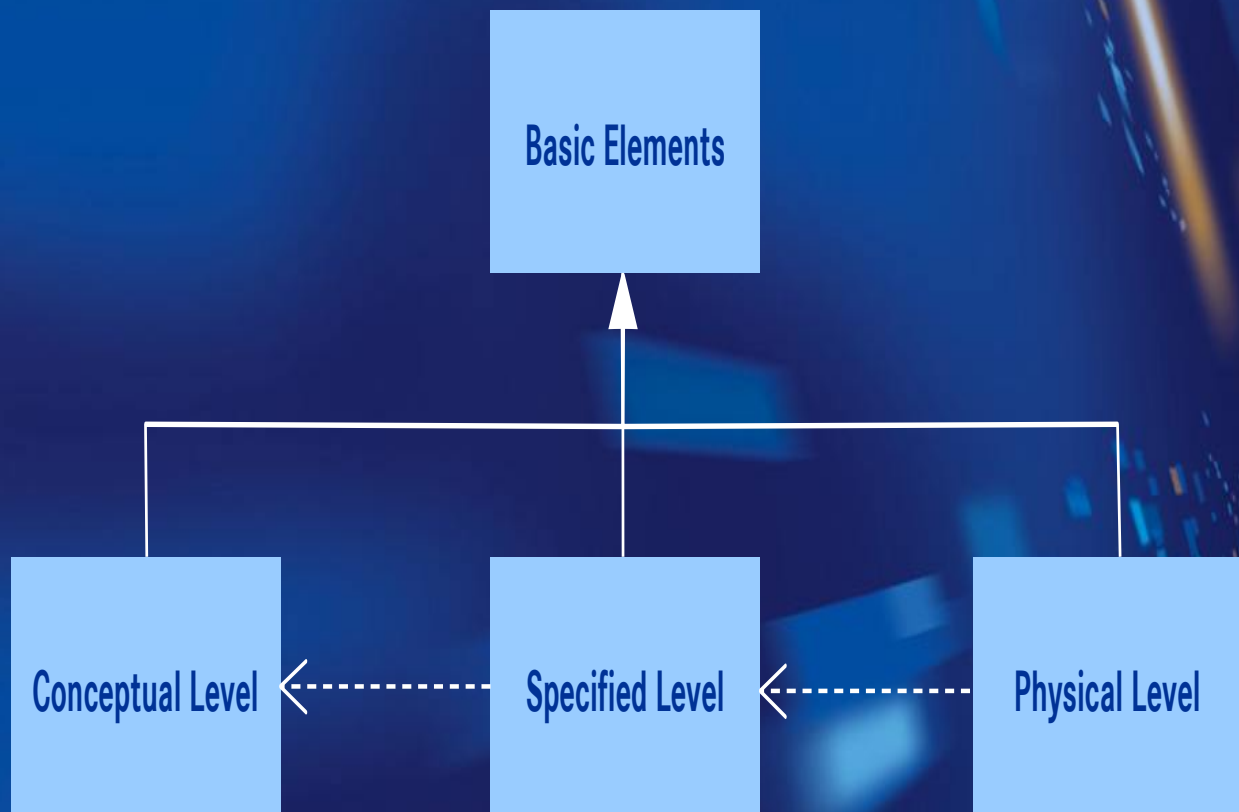 Basic Elements
Conceptual Level
Specified Level
Physical Level